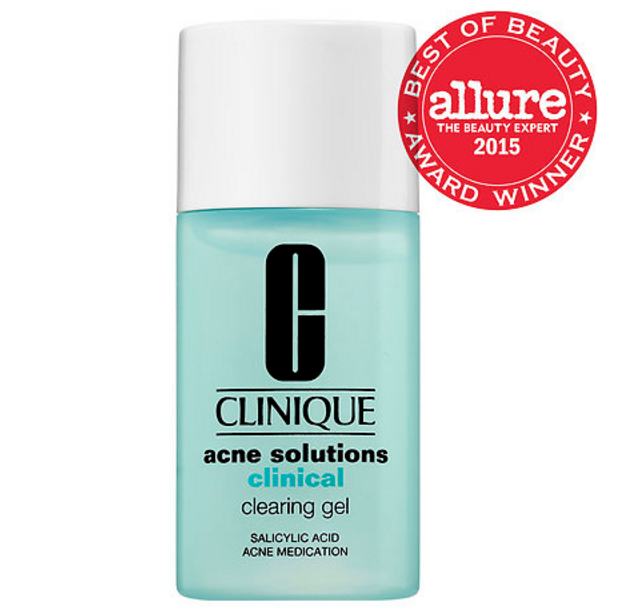 BEST OF BEAUTY
allure
THE BEAUTY EXPERT
2015
AWARD WINNER
C
CLINIQUE
acne solutions
clinical
clearing gel
SALICYLIC ACID
ACNE MEDICATION